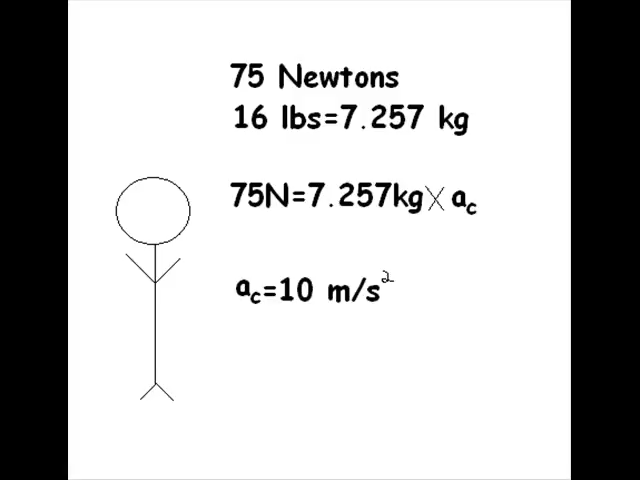 75 Newtons
16 lbs=7.257 kg
75N=7.257kg X ac
ac=10 m/s2